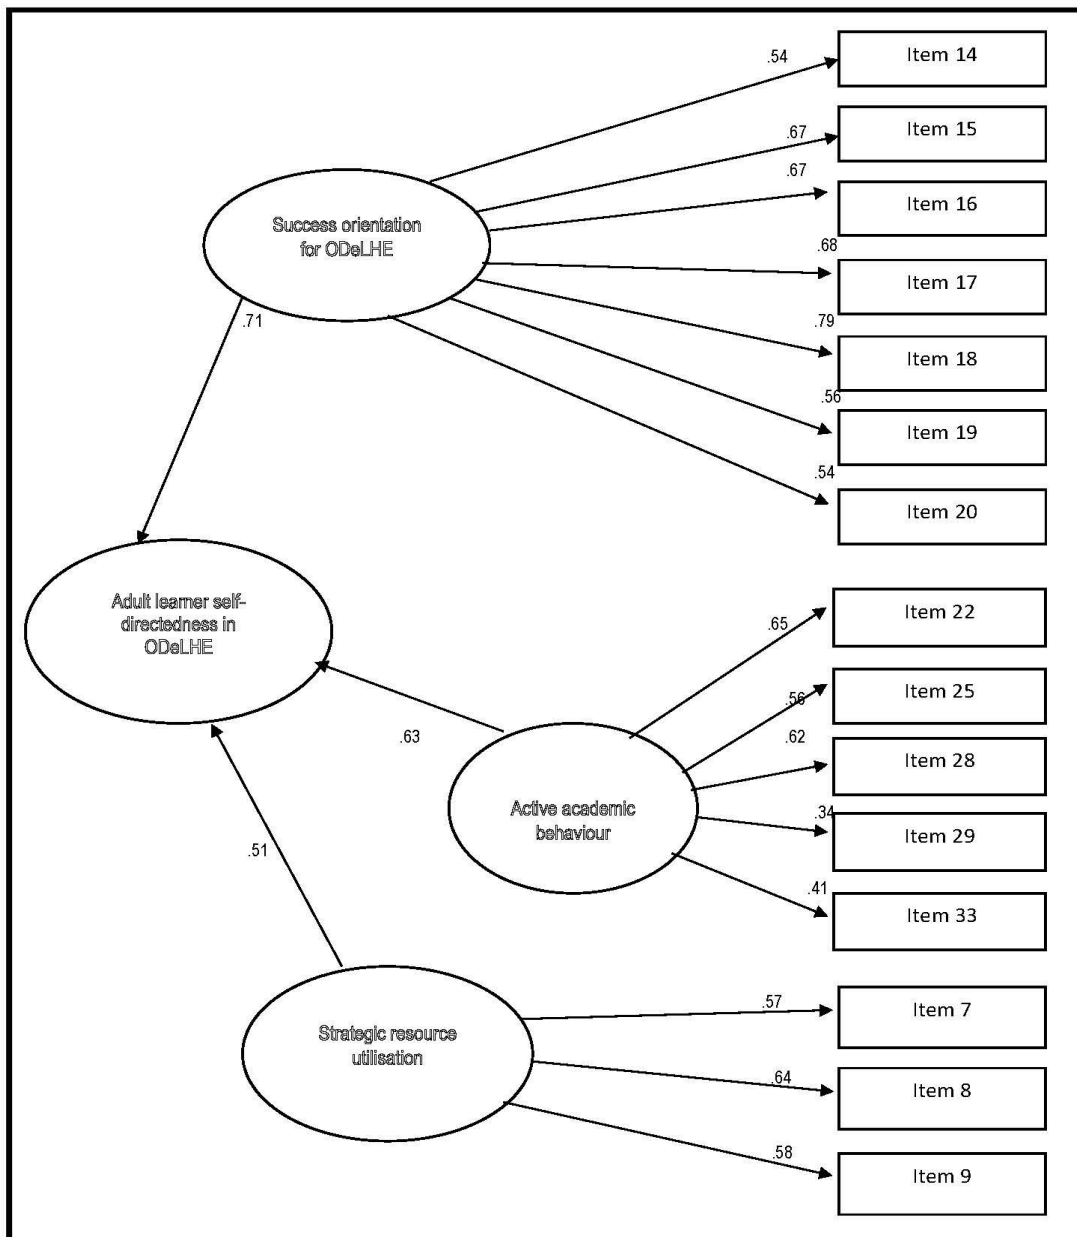 .54
Item 14
.67
Item 15
.67
Item 16
Success orientation
for ODeLHE
.68
Item 17
.71
.79
Item 18
.56
Item 19
.54
Item 20
Adult learner self-
directedness in
ODeLHE
.65
Item 22
.56
Item 25
.63
.62
Item 28
Active academic
behaviour
.34
Item 29
.51
.41
Item 33
Strategic resource
utilisation
.57
Item 7
.64
Item 8
.58
Item 9